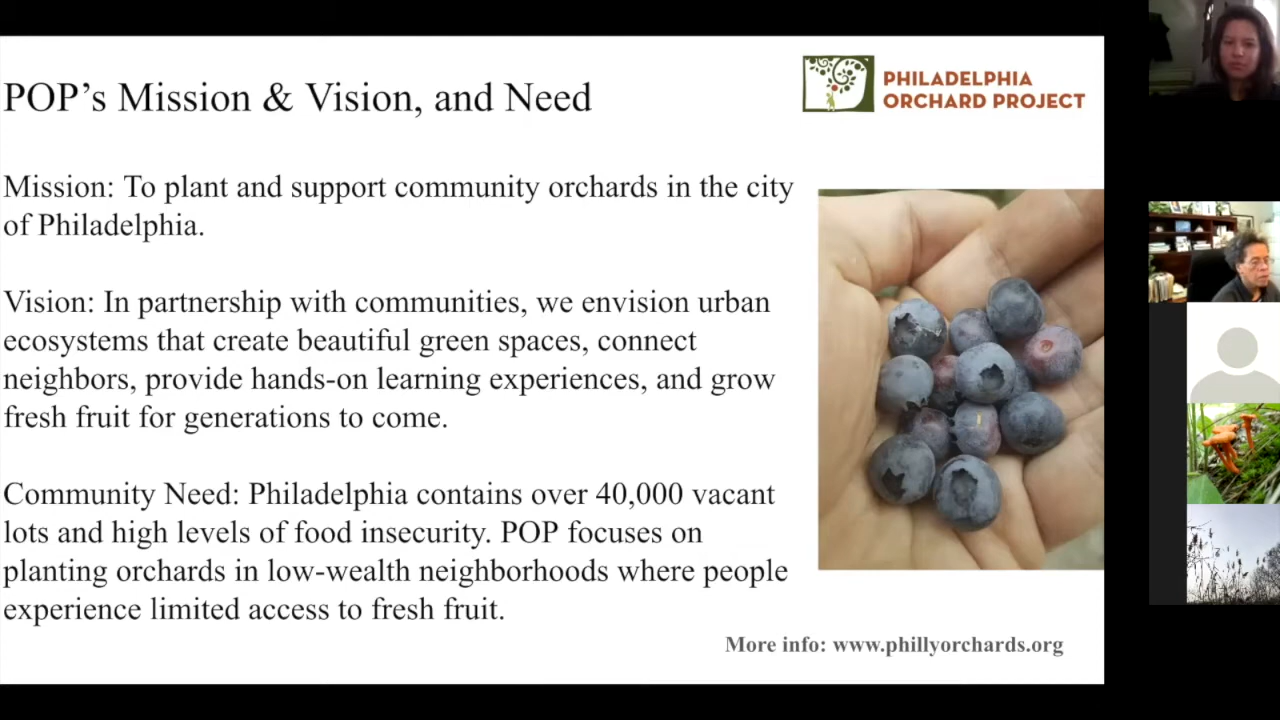 POP's Mission & Vision, and Need
PHILADELPHIA
ORCHARD PROJECT
Mission: To plant and support community orchards in the city
of Philadelphia.
Vision: In partnership with communities, we envision urban
ecosystems that create beautiful green spaces, connect
neighbors, provide hands-on learning experiences, and grow
fresh fruit for generations to come.
Community Need: Philadelphia contains over 40,000 vacant
lots and high levels of food insecurity. POP focuses on
planting orchards in low-wealth neighborhoods where people
experience limited access to fresh fruit.
More info: www.phillyorchards.org